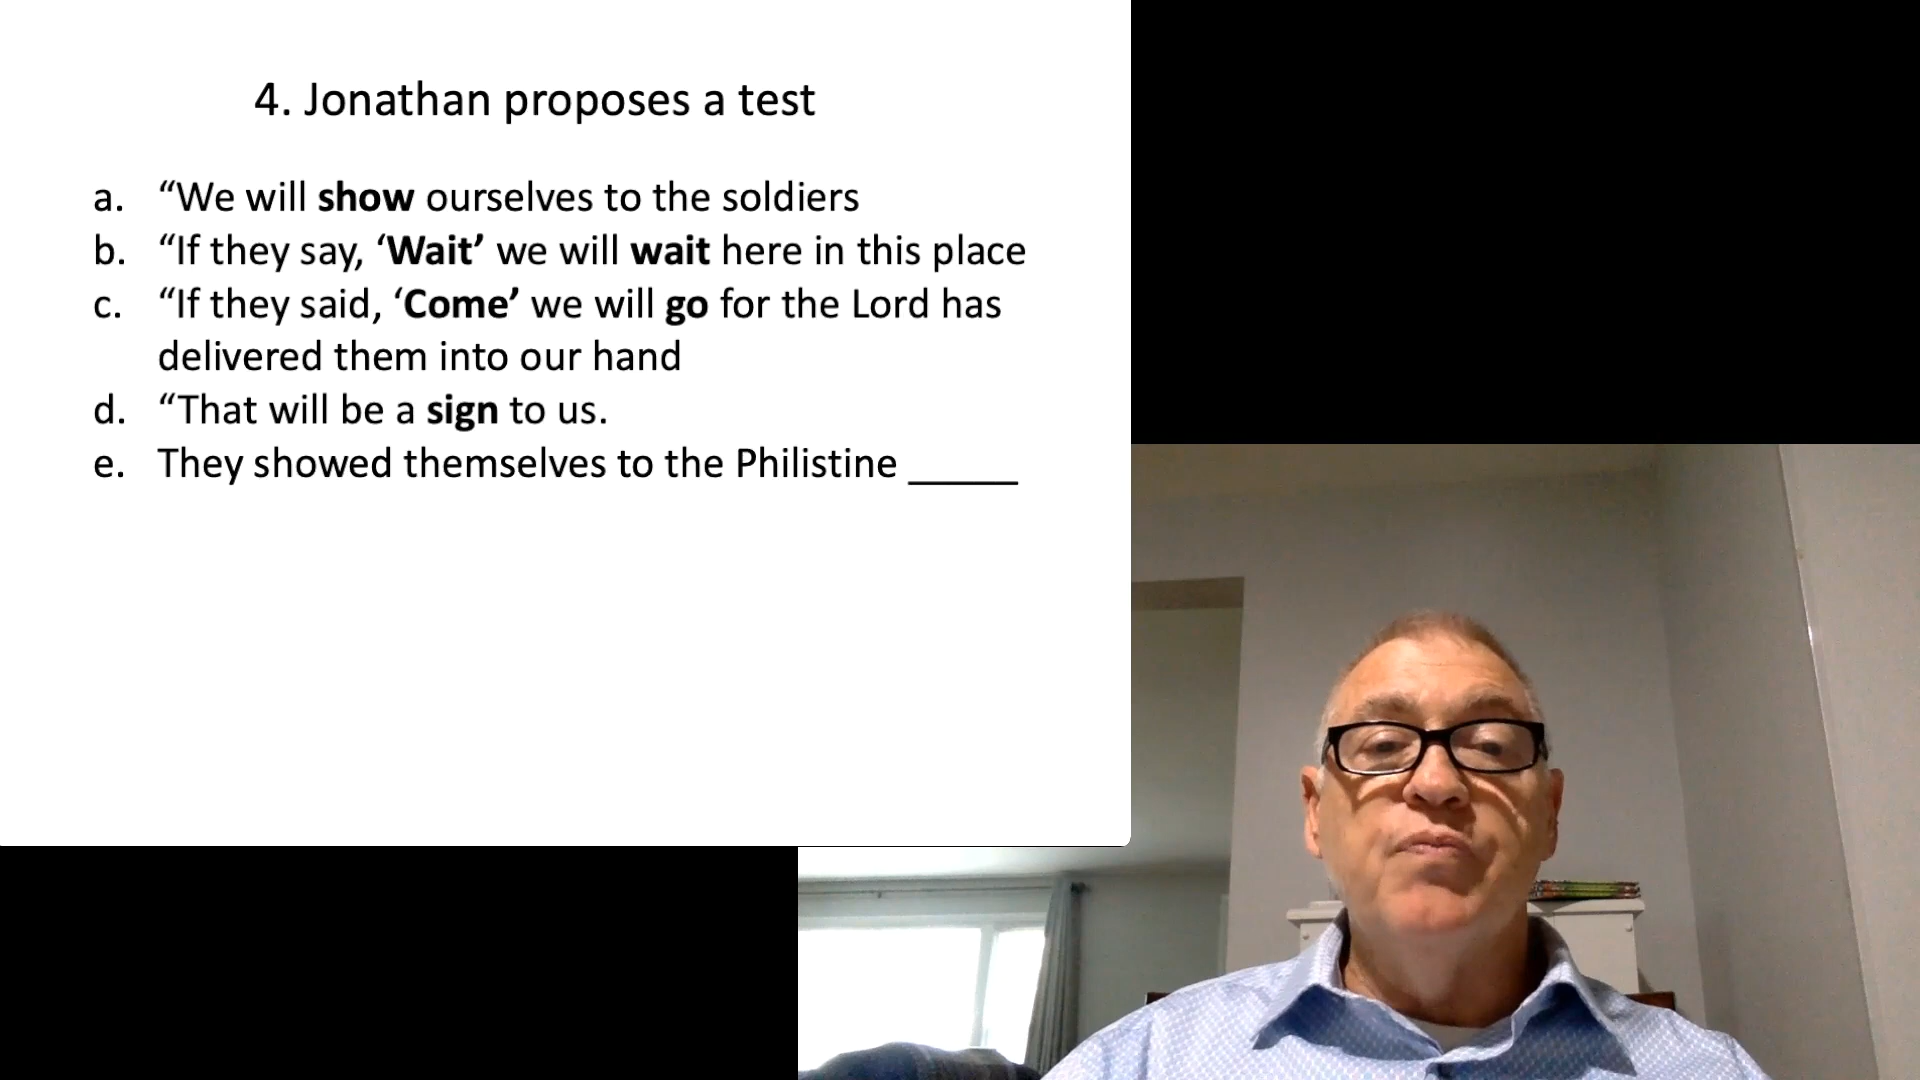 4. Jonathan proposes a test
a. “We will show ourselves to the soldiers
b. “If they say, ‘Wait’ we will wait here in this place
c. “If they said, ‘Come’ we will go for the Lord has
delivered them into our hand
d. “That will be a sign to us.
e. They showed themselves to the Philistine _____